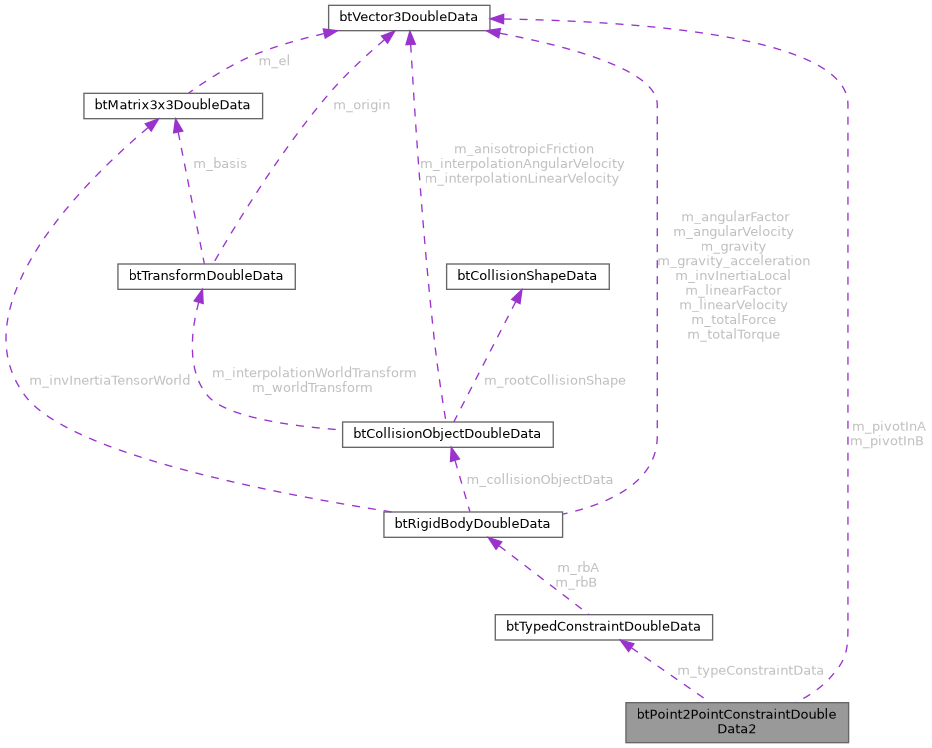 btVector3DoubleData
m_el
btMatrix3x3DoubleData
m_origin
m_anisotropicFriction
m_interpolationAngularVelocity
m_interpolationLinearVelocity
m_basis
m_angularFactor
m_angularVelocity
m_gravity
m_gravity_acceleration
m_invInertiaLocal
m_linearFactor
m_linearVelocity
m_totalForce
m_totalTorque
btTransformDoubleData
btCollisionShapeData
m_invInertiaTensorWorld
m_interpolationWorldTransform
m_worldTransform
m_rootCollisionShape
btCollisionObjectDoubleData
m_pivotInA
m_pivotInB
m_collisionObjectData
btRigidBodyDoubleData
m_rbA
m_rbB
btTypedConstraintDoubleData
m_typeConstraintData
btPoint2PointConstraintDouble
Data2